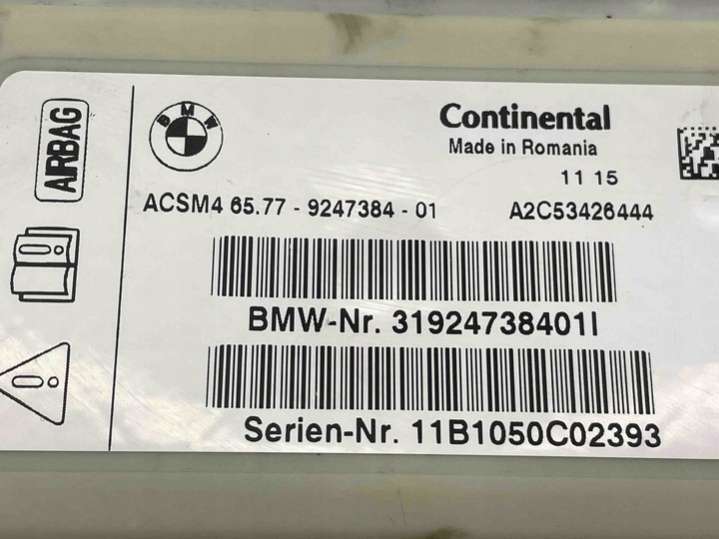 AIRBAG
BMW
Continental
Made in Romania
11 15
ACSM4 65.77 - 9247384 - 01 A2C53426444
BMW-Nr. 31924738401I
Serien-Nr. 11B1050C02393